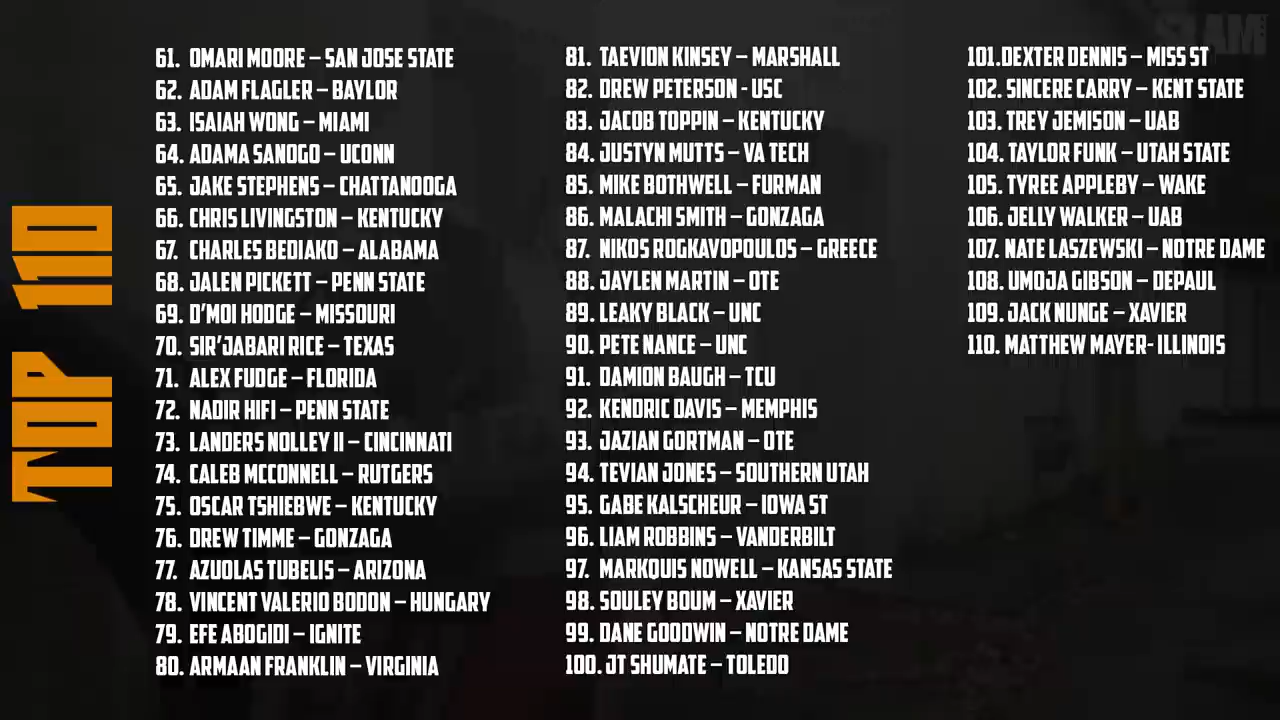 SLAM
TOP 110
61. OMARI MOORE – SAN JOSE STATE
62. ADAM FLAGLER – BAYLOR
63. ISAIAH WONG – MIAMI
64. ADAMA SANOGO – UCONN
65. JAKE STEPHENS – CHATTANOOGA
66. CHRIS LIVINGSTON – KENTUCKY
67. CHARLES BEDIAKO – ALABAMA
68. JALEN PICKETT – PENN STATE
69. D’MOI HODGE – MISSOURI
70. SIR’JABARI RICE – TEXAS
71. ALEX FUDGE – FLORIDA
72. NADIR HIFI – PENN STATE
73. LANDERS NOLLEY II – CINCINNATI
74. CALEB MCCONNELL – RUTGERS
75. OSCAR TSHIEBWE – KENTUCKY
76. DREW TIMME – GONZAGA
77. AZUOLAS TUBELIS – ARIZONA
78. VINCENT VALERIO BODON – HUNGARY
79. EFE ABOGIDI – IGNITE
80. ARMAAN FRANKLIN – VIRGINIA
81. TAEVION KINSEY – MARSHALL
82. DREW PETERSON - USC
83. JACOB TOPPIN – KENTUCKY
84. JUSTYN MUTTS – VA TECH
85. MIKE BOTHWELL – FURMAN
86. MALACHI SMITH – GONZAGA
87. NIKOS ROGKAVOPOULOS – GREECE
88. JAYLEN MARTIN – OTE
89. LEAKY BLACK – UNC
90. PETE NANCE – UNC
91. DAMION BAUGH – TCU
92. KENDRIC DAVIS – MEMPHIS
93. JAZIAN GORTMAN – OTE
94. TEVIAN JONES – SOUTHERN UTAH
95. GABE KALSCHEUR – IOWA ST
96. LIAM ROBBINS – VANDERBILT
97. MARKQUIS NOWELL – KANSAS STATE
98. SOULEY BOUM – XAVIER
99. DANE GOODWIN – NOTRE DAME
100. JT SHUMATE – TOLEDO
101.DEXTER DENNIS – MISS ST
102. SINCERE CARRY – KENT STATE
103. TREY JEMISON – UAB
104. TAYLOR FUNK – UTAH STATE
105. TYREE APPLEBY – WAKE
106. JELLY WALKER – UAB
107. NATE LASZEWSKI – NOTRE DAME
108. UMOJA GIBSON – DEPAUL
109. JACK NUNGE – XAVIER
110. MATTHEW MAYER- ILLINOIS